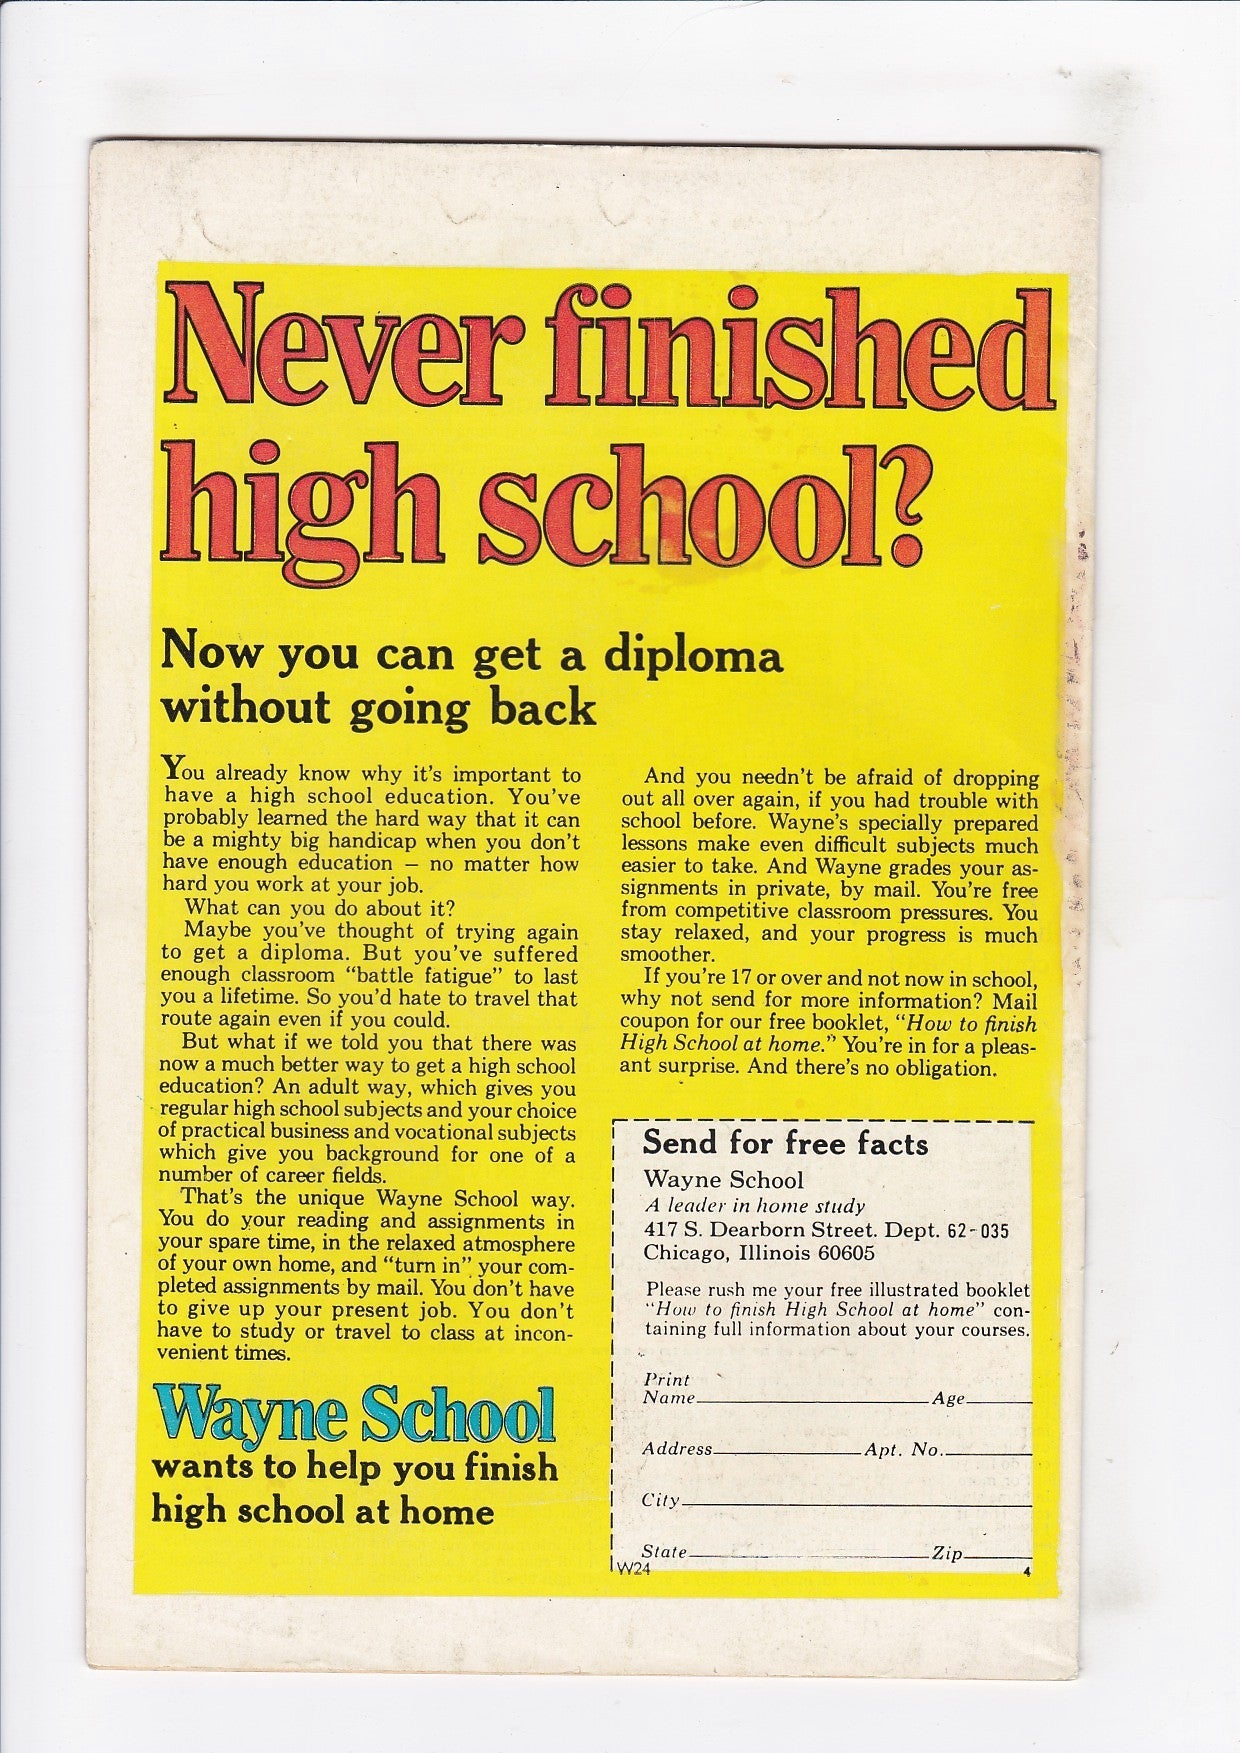 Never finished
high school?
Now you can get a diploma
without going back
You already know why it's important to
have a high school education. You've
probably learned the hard way that it can
be a mighty big handicap when you don't
have enough education — no matter how
hard you work at your job.
What can you do about it?
Maybe you've thought of trying again
to get a diploma. But you've suffered
enough classroom “battle fatigue” to last
you a lifetime. So you'd hate to travel that
route again even if you could.
But what if we told you that there was
now a much better way to get a high school
education? An adult way, which gives you
regular high school subjects and your choice
of practical business and vocational subjects
which give you background for one of a
number of career fields.
That's the unique Wayne School way.
You do your reading and assignments in
your spare time, in the relaxed atmosphere
of your own home, and “turn in” your com-
pleted assignments by mail. You don't have
to give up your present job. You don't
have to study or travel to class at incon-
venient times.
Wayne School
wants to help you finish
high school at home
And you needn't be afraid of dropping
out all over again, if you had trouble with
school before. Wayne's specially prepared
lessons make even difficult subjects much
easier to take. And Wayne grades your as-
signments in private, by mail. You're free
from competitive classroom pressures. You
stay relaxed, and your progress is much
smoother.
If you're 17 or over and not now in school,
why not send for more information? Mail
coupon for our free booklet, “How to finish
High School at home.” You're in for a pleas-
ant surprise. And there's no obligation.
Send for free facts
Wayne School
A leader in home study
417 S. Dearborn Street. Dept. 62-035
Chicago, Illinois 60605
Please rush me your free illustrated booklet
“How to finish High School at home” con-
taining full information about your courses.
Print
Name Age
Address Apt. No.
City
State Zip
W24 4